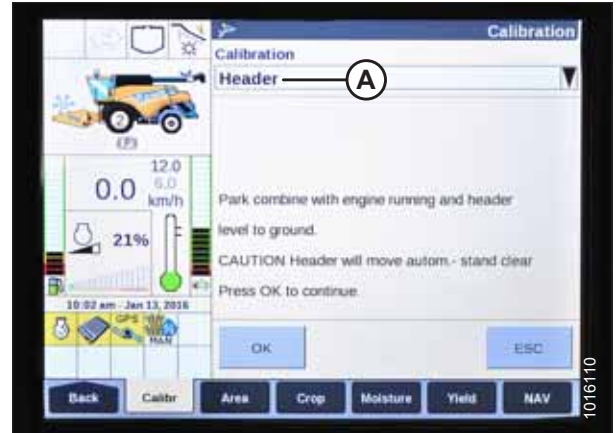 Calibration
Calibration
Header
A
2
(P)
12.0
0.0 6.0
km/h
21%
10:02 am - Jan 13, 2016
GPS
MAN
Park combine with engine running and header
level to ground.
CAUTION Header will move autom.- stand clear
Press OK to continue
OK
ESC
Back
Calibr
Area
Crop
Moisture
Yield
NAV
1016110